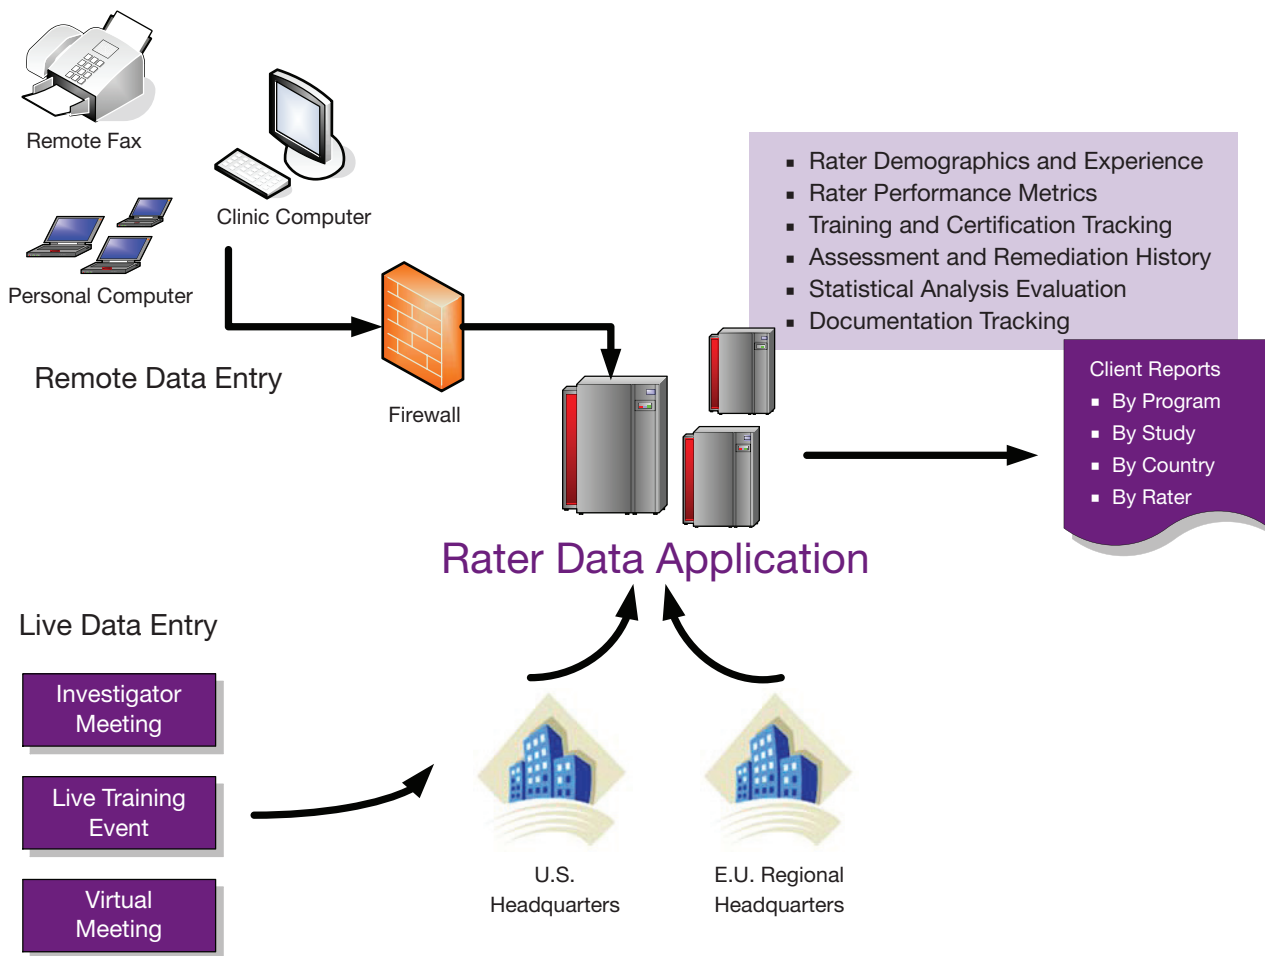 Remote Fax
Clinic Computer
Personal Computer
Remote Data Entry
Firewall
▪ Rater Demographics and Experience
▪ Rater Performance Metrics
▪ Training and Certification Tracking
▪ Assessment and Remediation History
▪ Statistical Analysis Evaluation
▪ Documentation Tracking
Client Reports
▪ By Program
▪ By Study
▪ By Country
▪ By Rater
Rater Data Application
Live Data Entry
Investigator
Meeting
Live Training
Event
Virtual
Meeting
U.S.
Headquarters
E.U. Regional
Headquarters